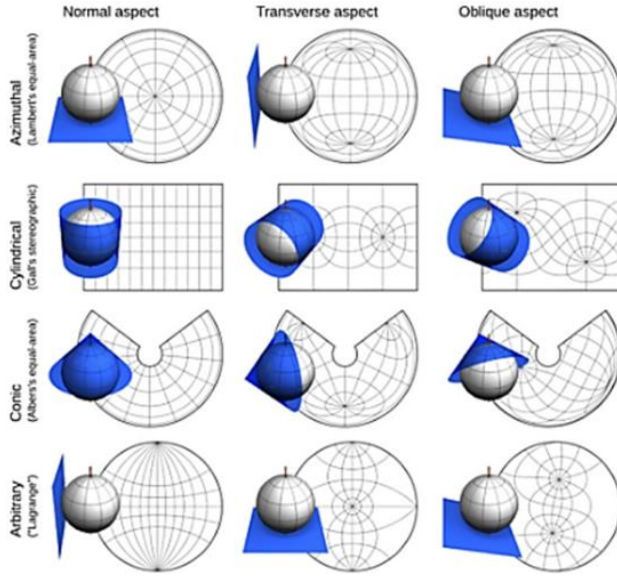 Normal aspect Transverse aspect Oblique aspect
Azimuthal
(Lambert's equal-area)
Cylindrical
(Gall's stereographic)
Conic
(Albers's equal-area)
Arbitrary
("Lagrange")